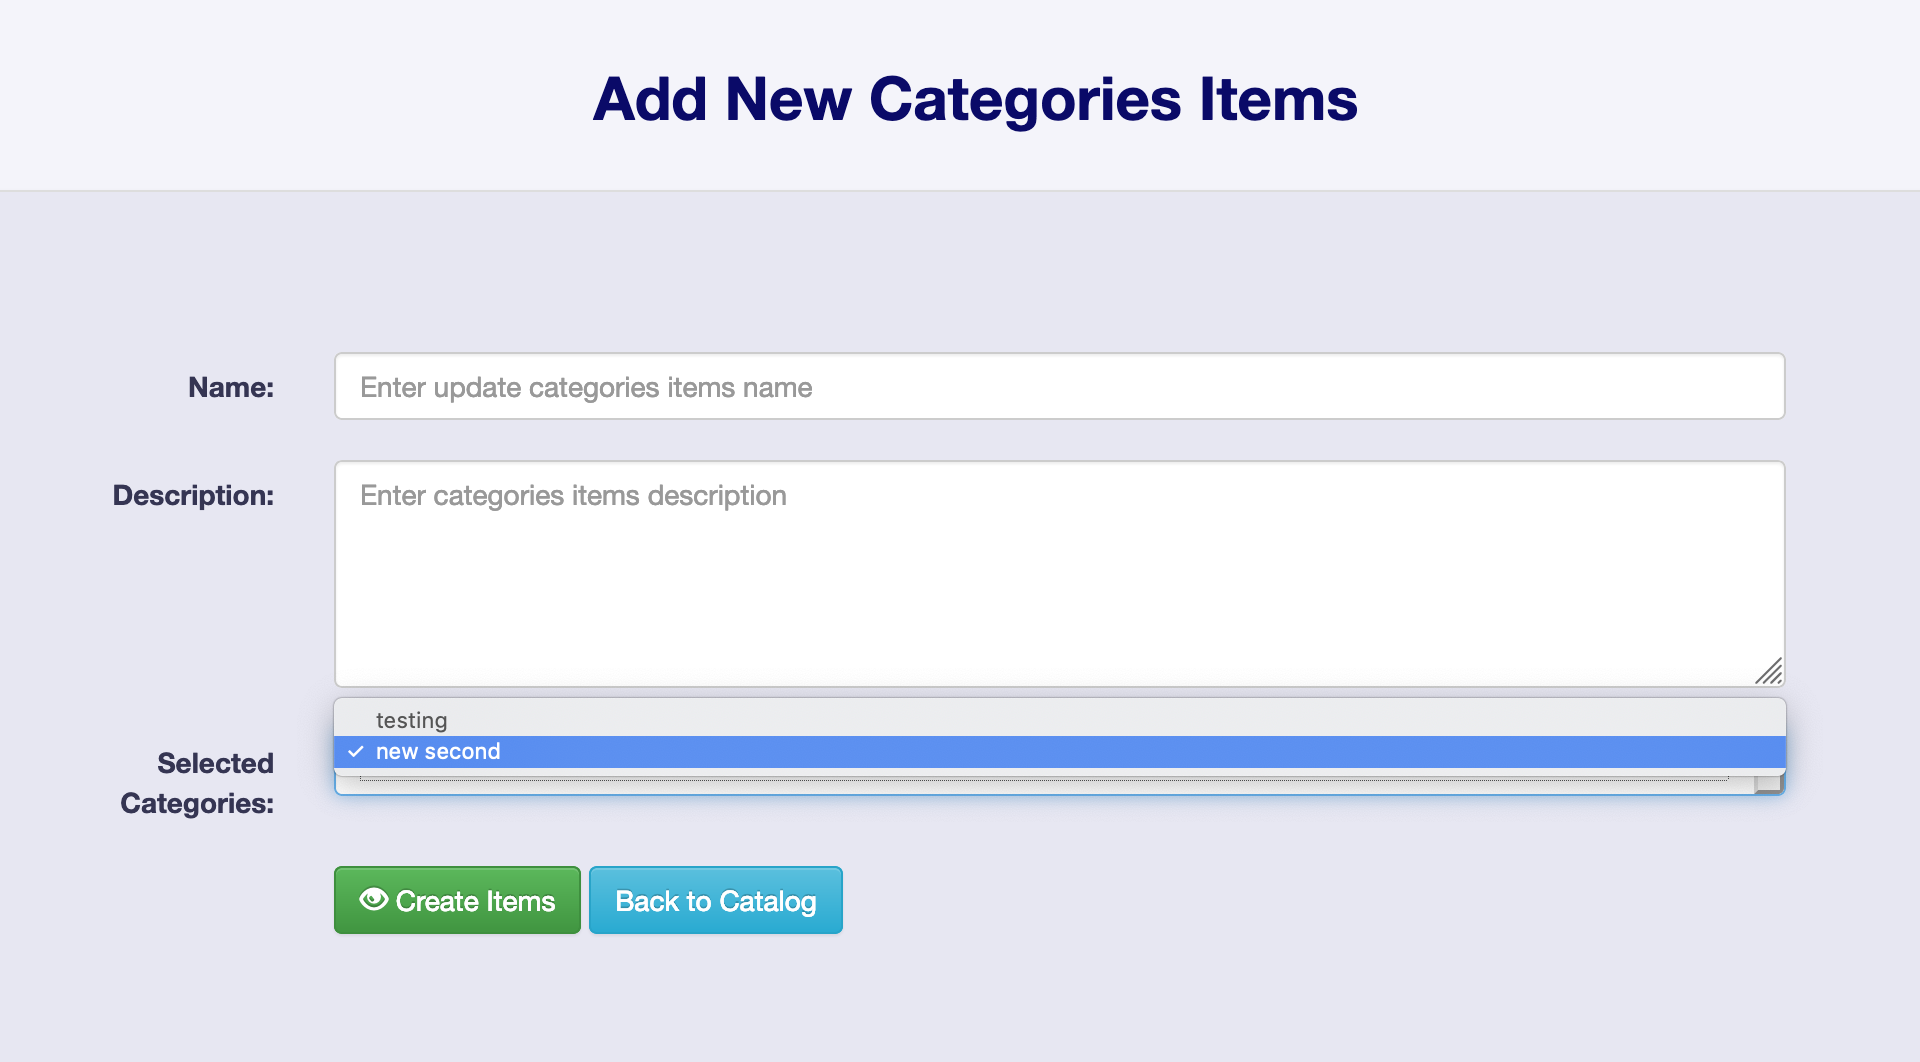 Add New Categories Items
Name:
Enter update categories items name
Description:
Enter categories items description
testing
new second
Selected
Categories:
Create Items
Back to Catalog